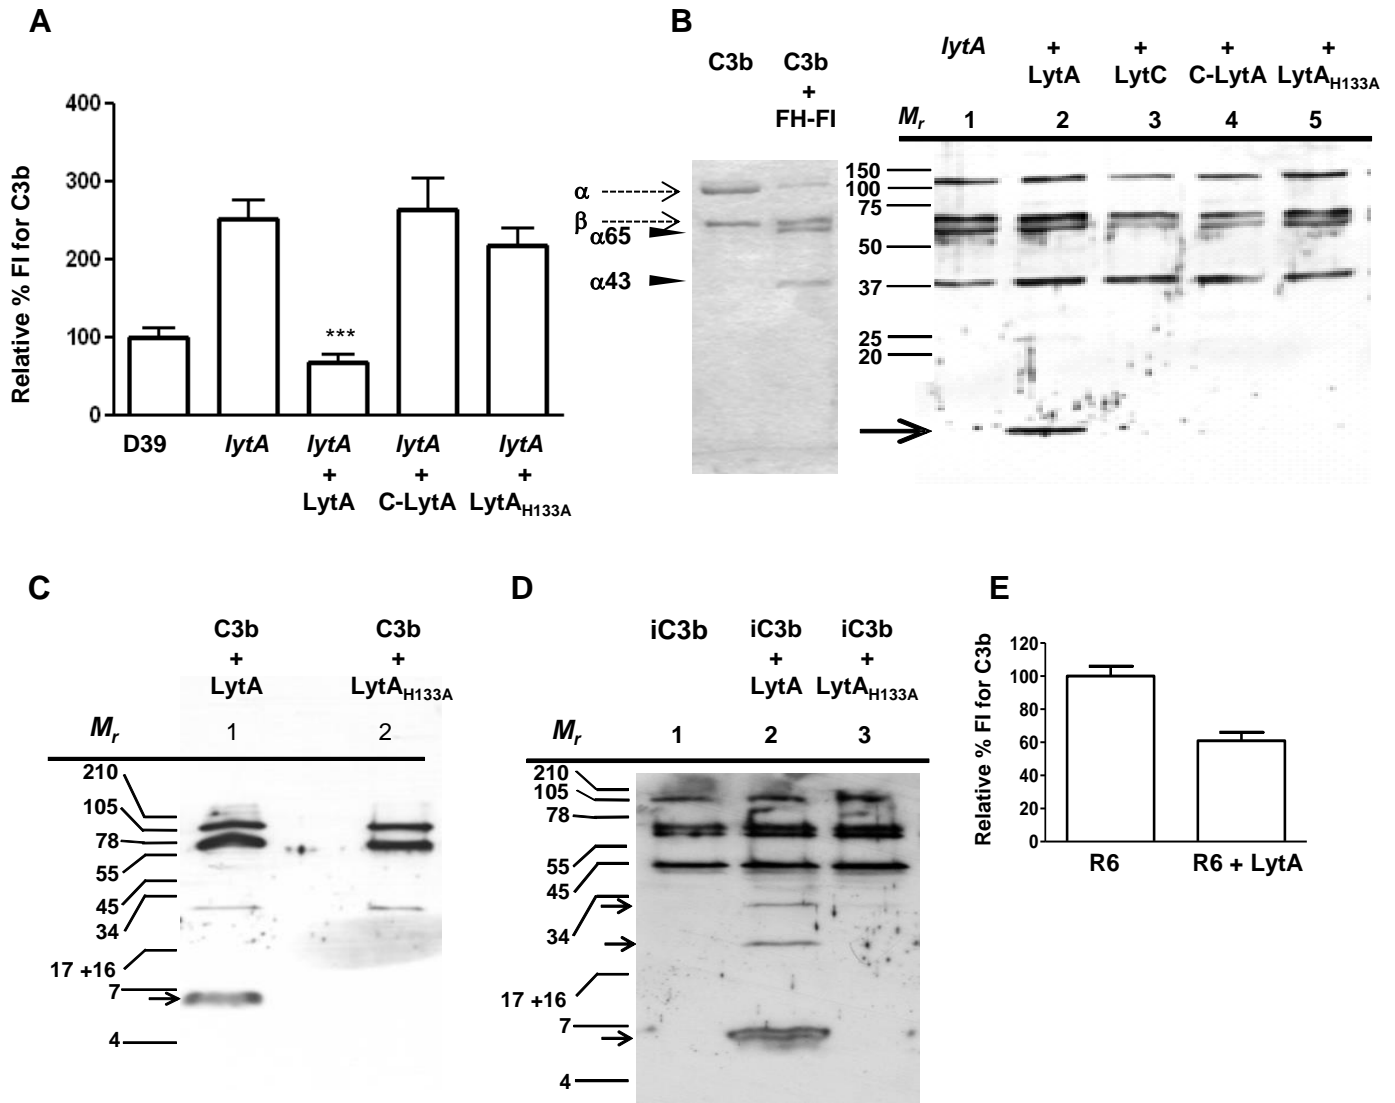 A
Relative % FI for C3b
400
300
200
100
0
D39
lytA
lytA + LytA
lytA + C-LytA
lytA + LytA_H133A
***
B
C3b
C3b + FH-FI
α
β
α65
α43
lytA
+ LytA
+ LytC
+ C-LytA
+ LytA_H133A
Mr 1 2 3 4 5
150
100
75
50
37
25
20
C
C3b + LytA
C3b + LytA_H133A
Mr 1 2
210
105
78
55
45
34
17 +16
7
4
D
iC3b
iC3b + LytA
iC3b + LytA_H133A
Mr 1 2 3
210
105
78
55
45
34
17 +16
7
4
E
Relative % FI for C3b
120
100
80
60
40
20
0
R6
R6 + LytA